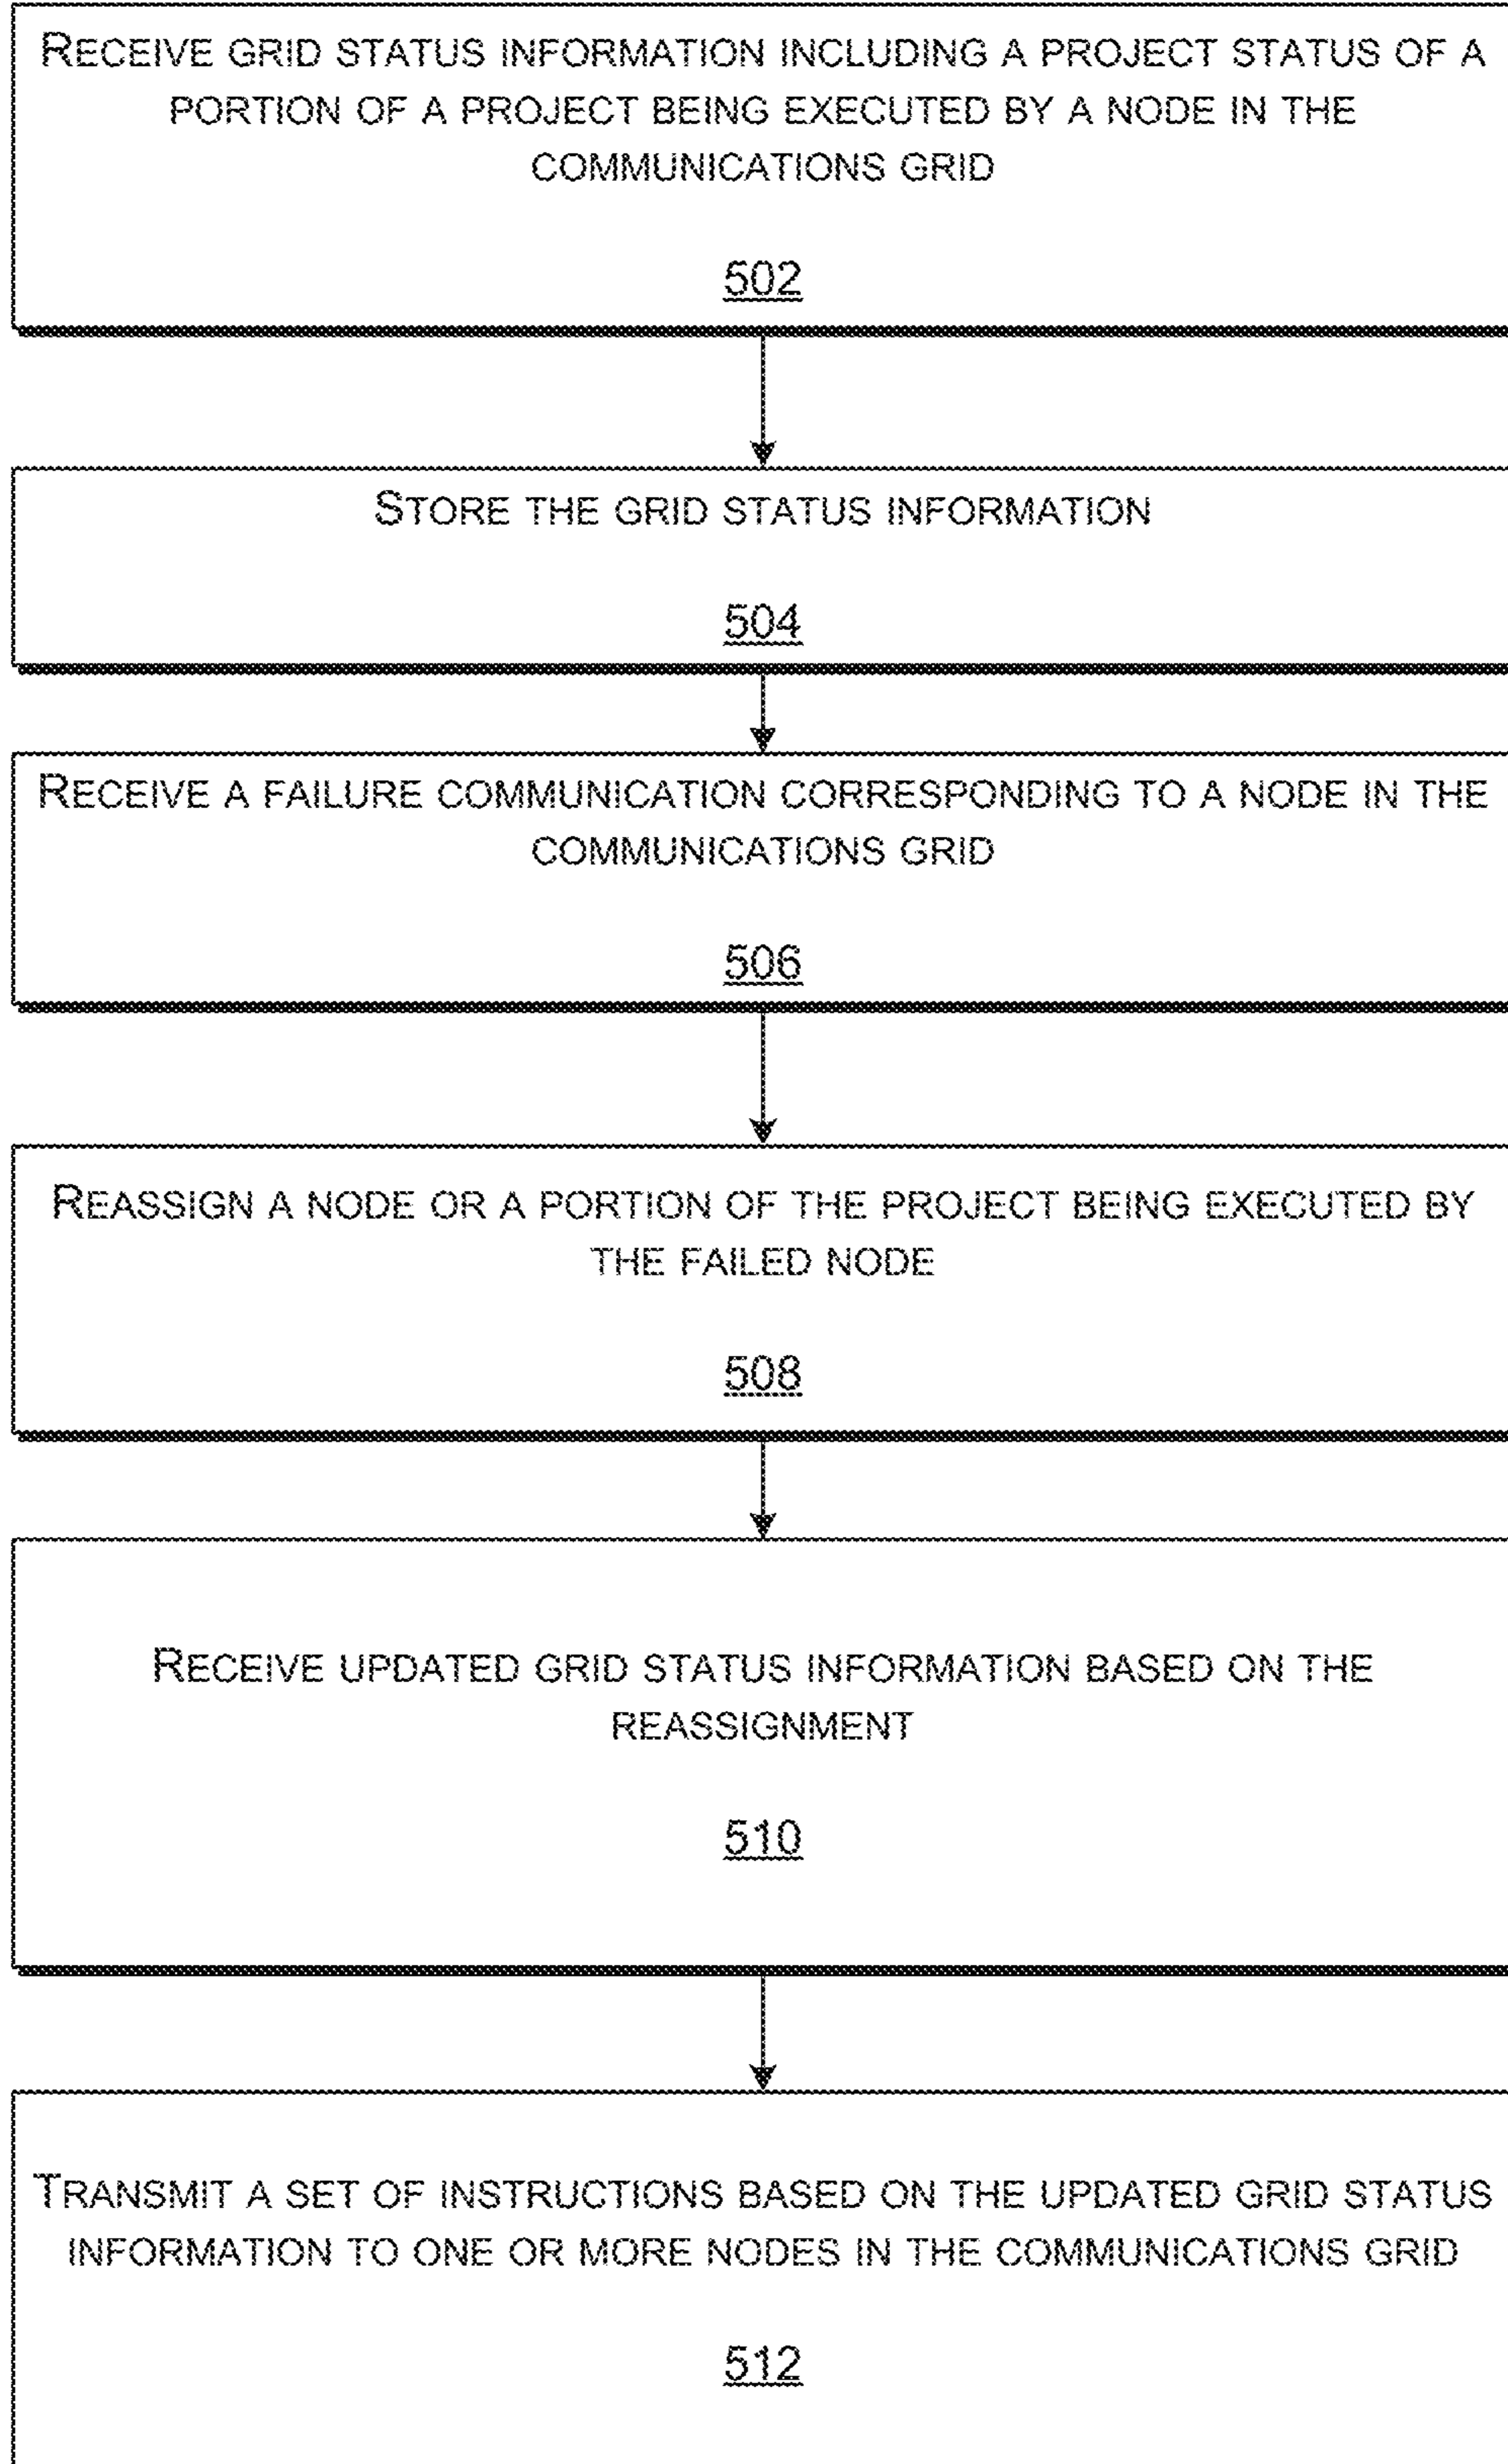 RECEIVE GRID STATUS INFORMATION INCLUDING A PROJECT STATUS OF A
PORTION OF A PROJECT BEING EXECUTED BY A NODE IN THE
COMMUNICATIONS GRID
502
STORE THE GRID STATUS INFORMATION
504
RECEIVE A FAILURE COMMUNICATION CORRESPONDING TO A NODE IN THE
COMMUNICATIONS GRID
506
REASSIGN A NODE OR A PORTION OF THE PROJECT BEING EXECUTED BY
THE FAILED NODE
508
RECEIVE UPDATED GRID STATUS INFORMATION BASED ON THE
REASSIGNMENT
510
TRANSMIT A SET OF INSTRUCTIONS BASED ON THE UPDATED GRID STATUS
INFORMATION TO ONE OR MORE NODES IN THE COMMUNICATIONS GRID
512